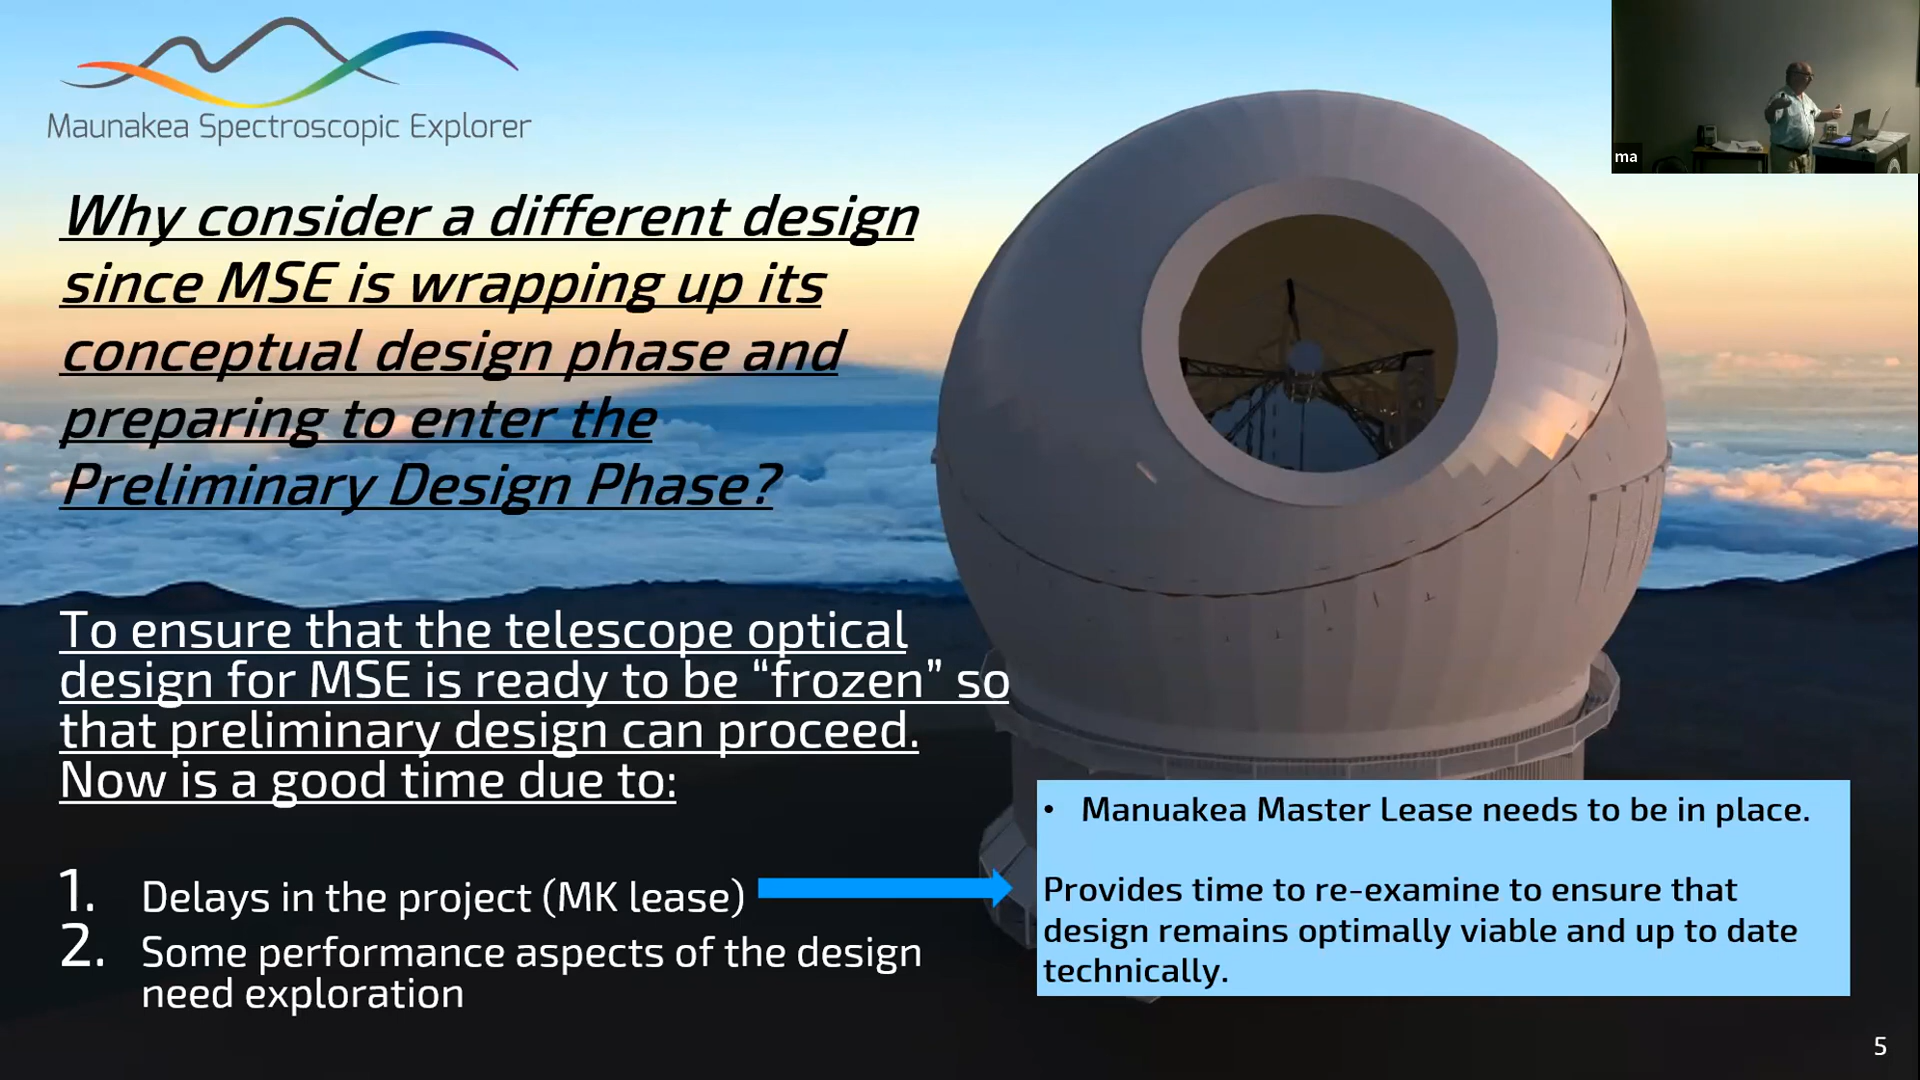 Maunakea Spectroscopic Explorer
ma
Why consider a different design
since MSE is wrapping up its
conceptual design phase and
preparing to enter the
Preliminary Design Phase?
To ensure that the telescope optical
design for MSE is ready to be “frozen” so
that preliminary design can proceed.
Now is a good time due to:
1. Delays in the project (MK lease)
2. Some performance aspects of the design
need exploration
• Manuakea Master Lease needs to be in place.
Provides time to re-examine to ensure that
design remains optimally viable and up to date
technically.
5